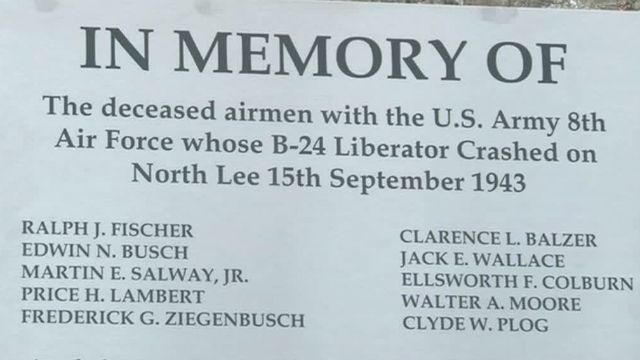 IN MEMORY OF
The deceased airmen with the U.S. Army 8th
Air Force whose B-24 Liberator Crashed on
North Lee 15th September 1943
RALPH J. FISCHER
EDWIN N. BUSCH
MARTIN E. SALWAY, JR.
PRICE H. LAMBERT
FREDERICK G. ZIEGENBUSCH
CLARENCE L. BALZER
JACK E. WALLACE
ELLSWORTH F. COLBURN
WALTER A. MOORE
CLYDE W. PLOG